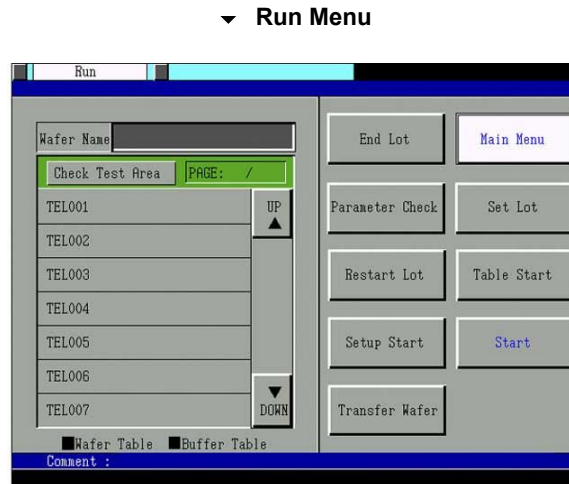 Run Menu
Run
Wafer Name
Check Test Area PAGE: /
TEL001
TEL002
TEL003
TEL004
TEL005
TEL006
TEL007
UP
DOWN
Wafer Table Buffer Table
End Lot Main Menu
Parameter Check Set Lot
Restart Lot Table Start
Setup Start Start
Transfer Wafer
Comment :